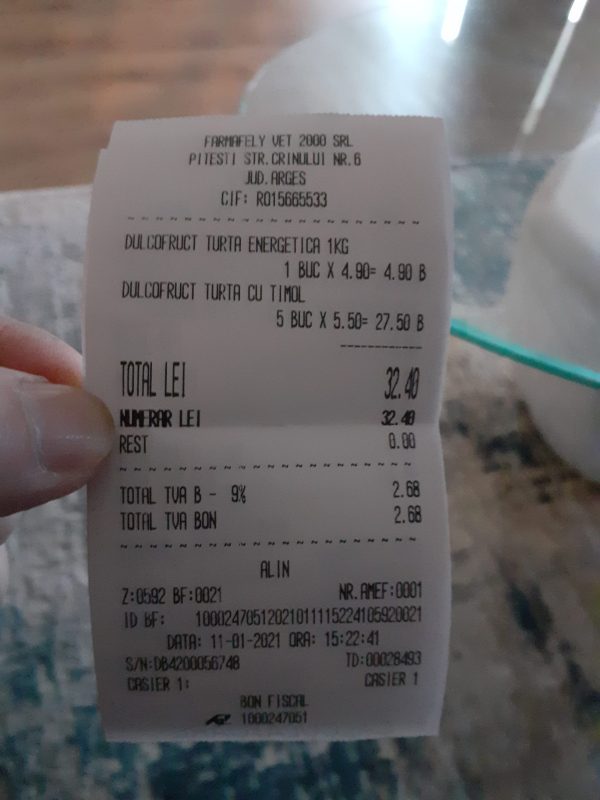 FARMAFELY VET 2000 SRL
PITESTI STR.CRINULUI NR.6
JUD.ARGES
CIF: RO15665533
DULCOFRUCT TURTA ENERGETICA 1KG
1 BUC X 4.90= 4.90 B
DULCOFRUCT TURTA CU TIMOL
5 BUC X 5.50= 27.50 B
TOTAL LEI 32.40
NUMERAR LEI 32.40
REST 0.00
TOTAL TVA B - 9% 2.68
TOTAL TVA BON 2.68
ALIN
Z:0592 BF:0021 NR.AMEF:0001
ID BF: 10002470512021011115224105920021
DATA: 11-01-2021 ORA: 15:22:41
S/N:DB4200056748 TD:00028493
CASIER 1: CASIER 1
BON FISCAL
1000247051